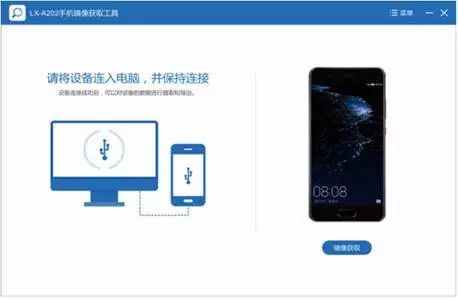 LX-A202手机镜像获取工具
菜单
请将设备连入电脑，并保持连接
设备连接成功后，可以对设备的数据进行提取和导出。
08:08
镜像获取